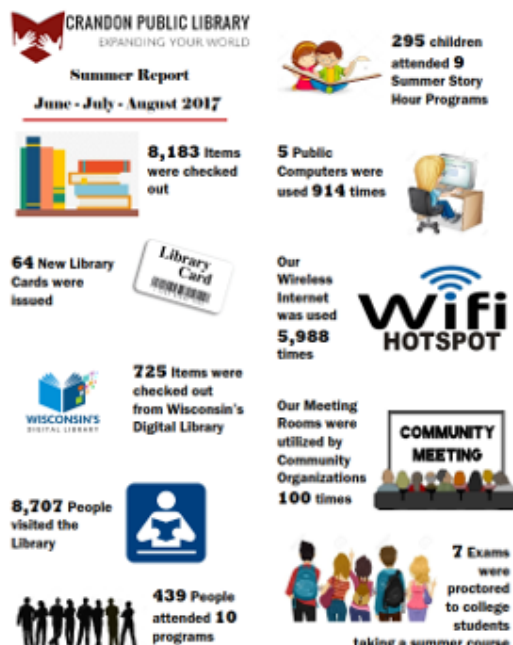 CRANDON PUBLIC LIBRARY
EXPANDING YOUR WORLD
Summer Report
June - July - August 2017
8,183 Items
were checked
out
64 New Library
Cards were
issued
Library
Card
WISCONSIN'S
DIGITAL LIBRARY
725 Items were
checked out
from Wisconsin's
Digital Library
8,707 People
visited the
Library
439 People
attended 10
programs
295 children
attended 9
Summer Story
Hour Programs
5 Public
Computers were
used 914 times
Our
Wireless
Internet
was used
5,988
times
Wifi
HOTSPOT
Our Meeting
Rooms were
utilized by
Community
Organizations
100 times
COMMUNITY
MEETING
7 Exams
were
proctored
to college
students
taking a summer course